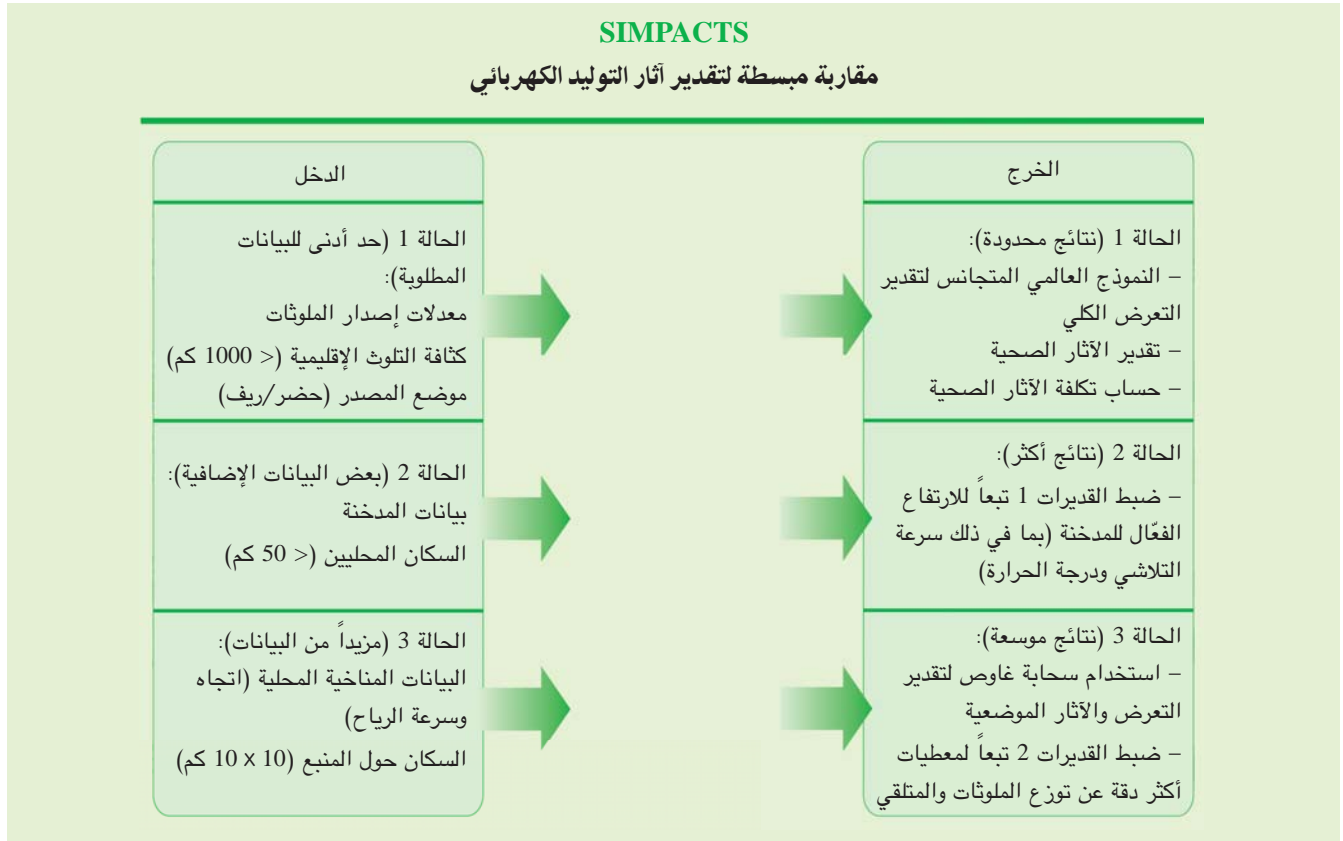 SIMPACTS
مقاربة مبسطة لتقدير آثار التوليد الكهربائي
الدخل
الحالة 1 (حد أدنى للبيانات
المطلوبة):
معدلات إصدار الملوثات
كثافة التلوث الإقليمية (< 1000 كم)
موضع المصدر (حضر/ريف)
الحالة 2 (بعض البيانات الإضافية):
بيانات المدخنة
السكان المحليين (< 50 كم)
الحالة 3 (مزيداً من البيانات):
البيانات المناخية المحلية (اتجاه
وسرعة الرياح)
السكان حول المنبع (10 x 10 كم)
الخرج
الحالة 1 (نتائج محدودة):
– النموذج العالمي المتجانس لتقدير
التعرض الكلي
– تقدير الآثار الصحية
– حساب تكلفة الآثار الصحية
الحالة 2 (نتائج أكثر):
– ضبط القديرات 1 تبعاً للارتفاع
الفعّال للمدخنة (بما في ذلك سرعة
التلاشي ودرجة الحرارة)
الحالة 3 (نتائج موسعة):
– استخدام سحابة غاوص لتقدير
التعرض والآثار الموضعية
– ضبط القديرات 2 تبعاً لمعطيات
أكثر دقة عن توزع الملوثات والمتلقي